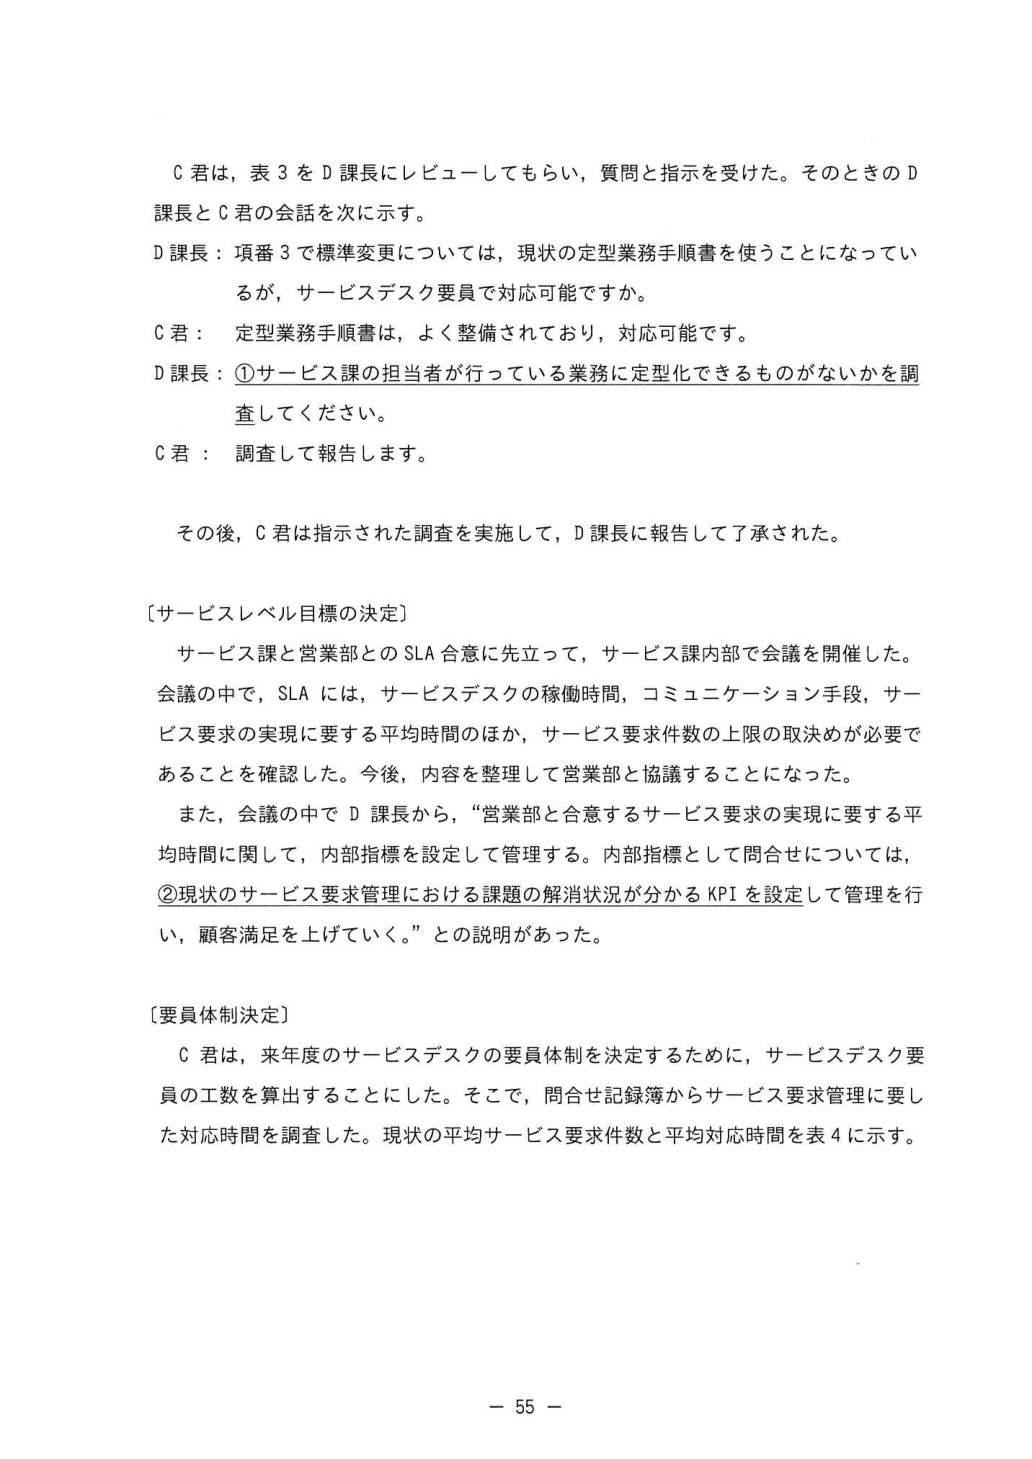 C 君は，表 3 を D 課長にレビューしてもらい，質問と指示を受けた。そのときの D
課長と C 君の会話を次に示す。
D 課長： 項番 3 で標準変更については，現状の定型業務手順書を使うことになってい
るが，サービスデスク要員で対応可能ですか。
C 君： 定型業務手順書は，よく整備されており，対応可能です。
D 課長： ①サービス課の担当者が行っている業務に定型化できるものがないかを調
査してください。
C 君 ： 調査して報告します。
その後，C 君は指示された調査を実施して，D 課長に報告して了承された。
〔サービスレベル目標の決定〕
サービス課と営業部との SLA 合意に先立って，サービス課内部で会議を開催した。
会議の中で，SLA には，サービスデスクの稼働時間，コミュニケーション手段，サー
ビス要求の実現に要する平均時間のほか，サービス要求件数の上限の取決めが必要で
あることを確認した。今後，内容を整理して営業部と協議することになった。
また，会議の中で D 課長から，“営業部と合意するサービス要求の実現に要する平
均時間に関して，内部指標を設定して管理する。内部指標として問合せについては，
②現状のサービス要求管理における課題の解消状況が分かる KPI を設定して管理を行
い，顧客満足を上げていく。” との説明があった。
〔要員体制決定〕
C 君は，来年度のサービスデスクの要員体制を決定するために，サービスデスク要
員の工数を算出することにした。そこで，問合せ記録簿からサービス要求管理に要し
た対応時間を調査した。現状の平均サービス要求件数と平均対応時間を表 4 に示す。
－ 55 －